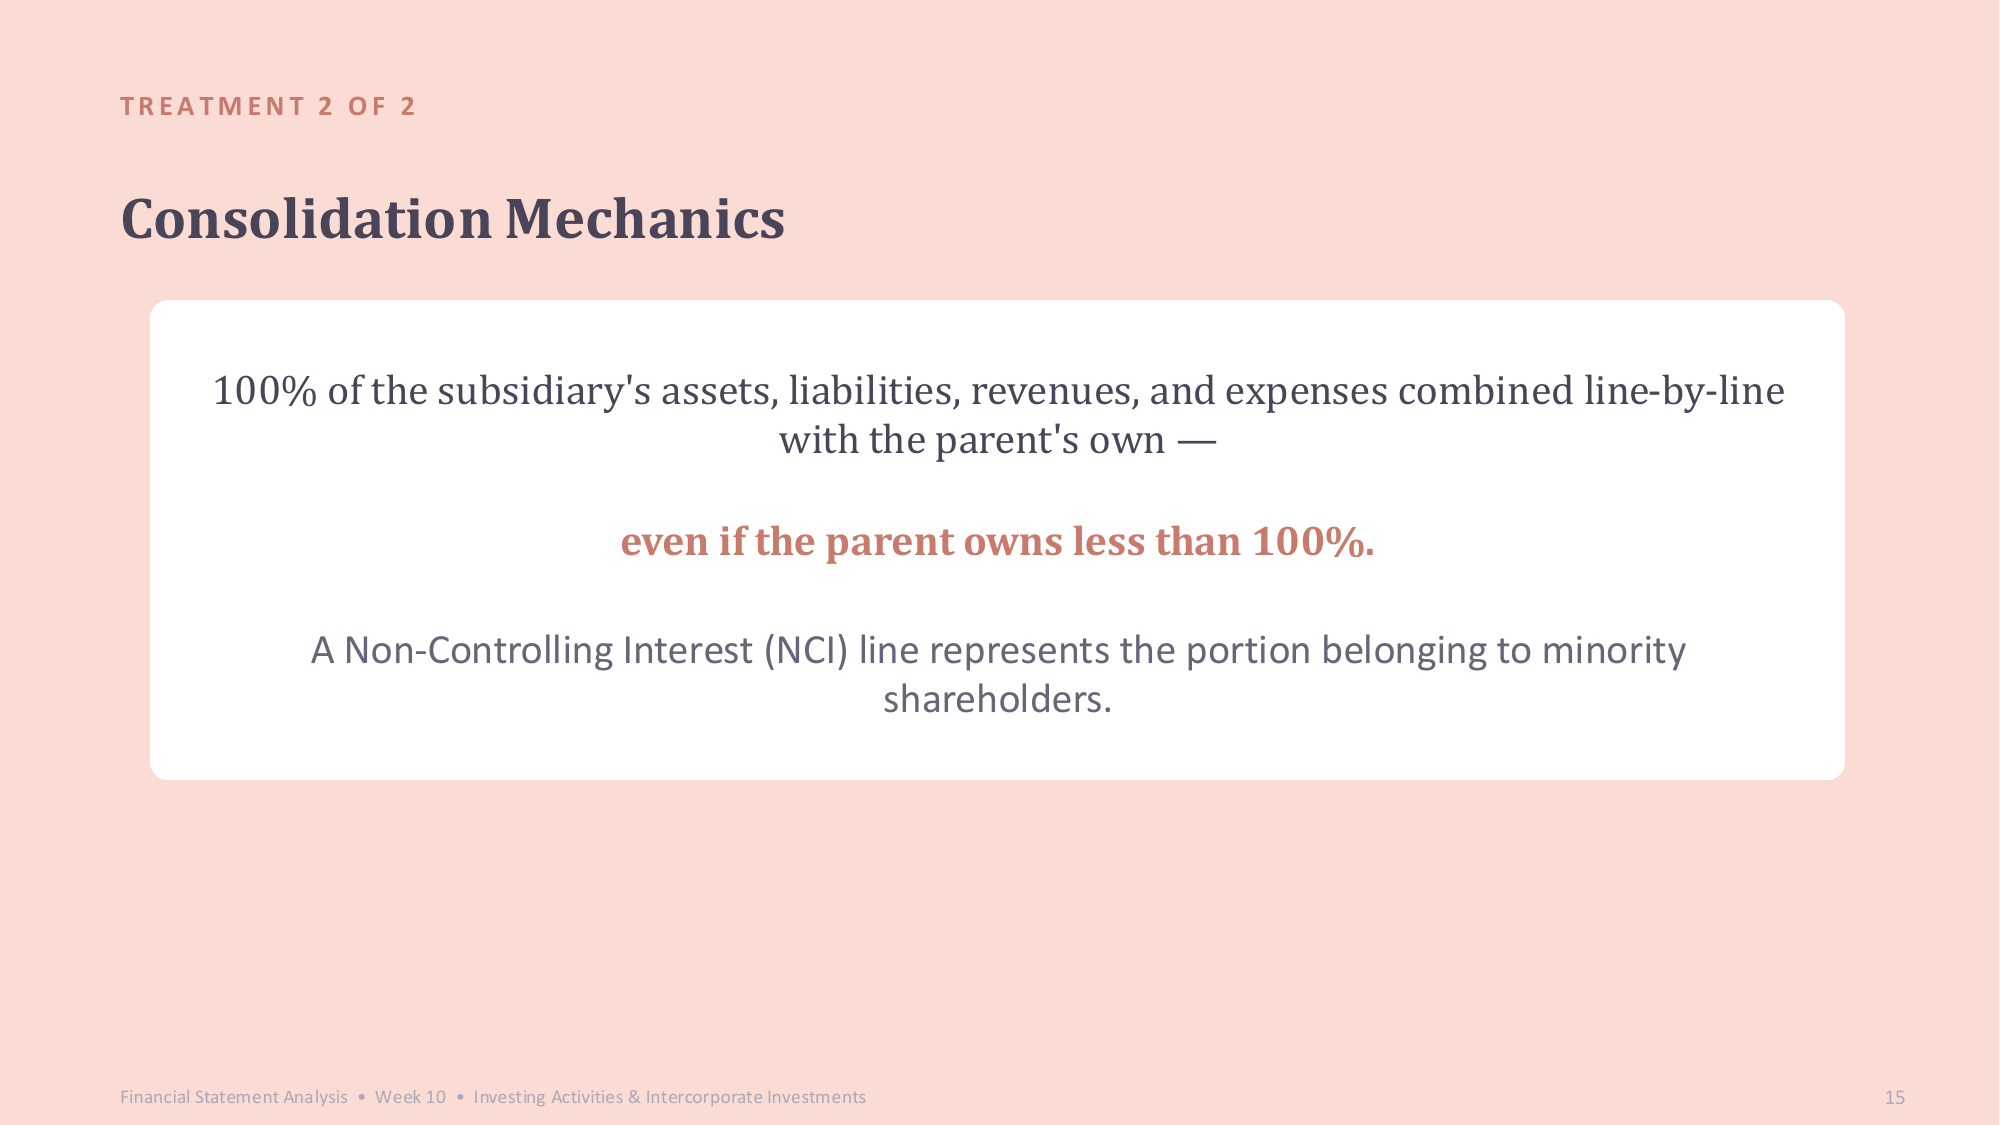 TREATMENT 2 OF 2
Consolidation Mechanics
100% of the subsidiary's assets, liabilities, revenues, and expenses combined line-by-line
with the parent's own —
even if the parent owns less than 100%.
A Non-Controlling Interest (NCI) line represents the portion belonging to minority
shareholders.
Financial Statement Analysis • Week 10 • Investing Activities & Intercorporate Investments
15